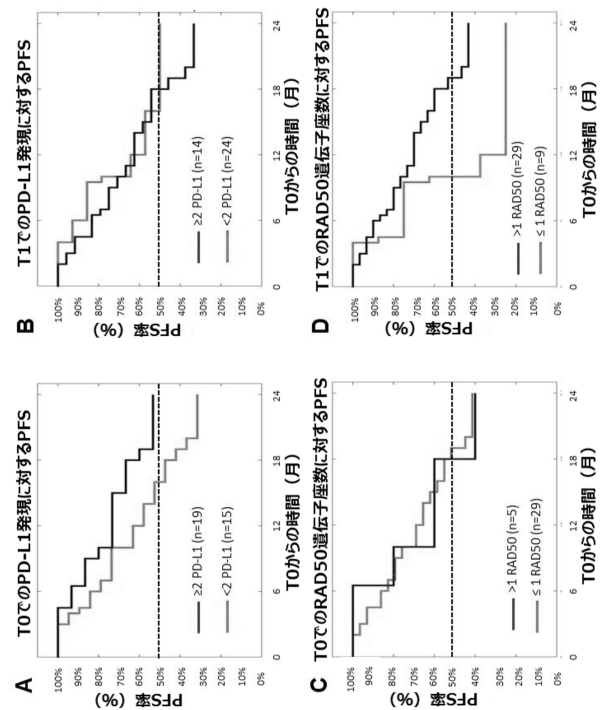 A
T0でのPD-L1発現に対するPFS
PFS率（%）
100%
90%
80%
70%
60%
50%
40%
30%
20%
10%
0%
≥2 PD-L1 (n=19)
<2 PD-L1 (n=15)
0
6
12
18
24
T0からの時間（月）
B
T1でのPD-L1発現に対するPFS
PFS率（%）
100%
90%
80%
70%
60%
50%
40%
30%
20%
10%
0%
≥2 PD-L1 (n=14)
<2 PD-L1 (n=24)
0
6
12
18
24
T0からの時間（月）
C
T0でのRAD50遺伝子座数に対するPFS
PFS率（%）
100%
90%
80%
70%
60%
50%
40%
30%
20%
10%
0%
>1 RAD50 (n=5)
≤ 1 RAD50 (n=29)
0
6
12
18
24
T0からの時間（月）
D
T1でのRAD50遺伝子座数に対するPFS
PFS率（%）
100%
90%
80%
70%
60%
50%
40%
30%
20%
10%
0%
>1 RAD50 (n=29)
≤ 1 RAD50 (n=9)
0
6
12
18
24
T0からの時間（月）